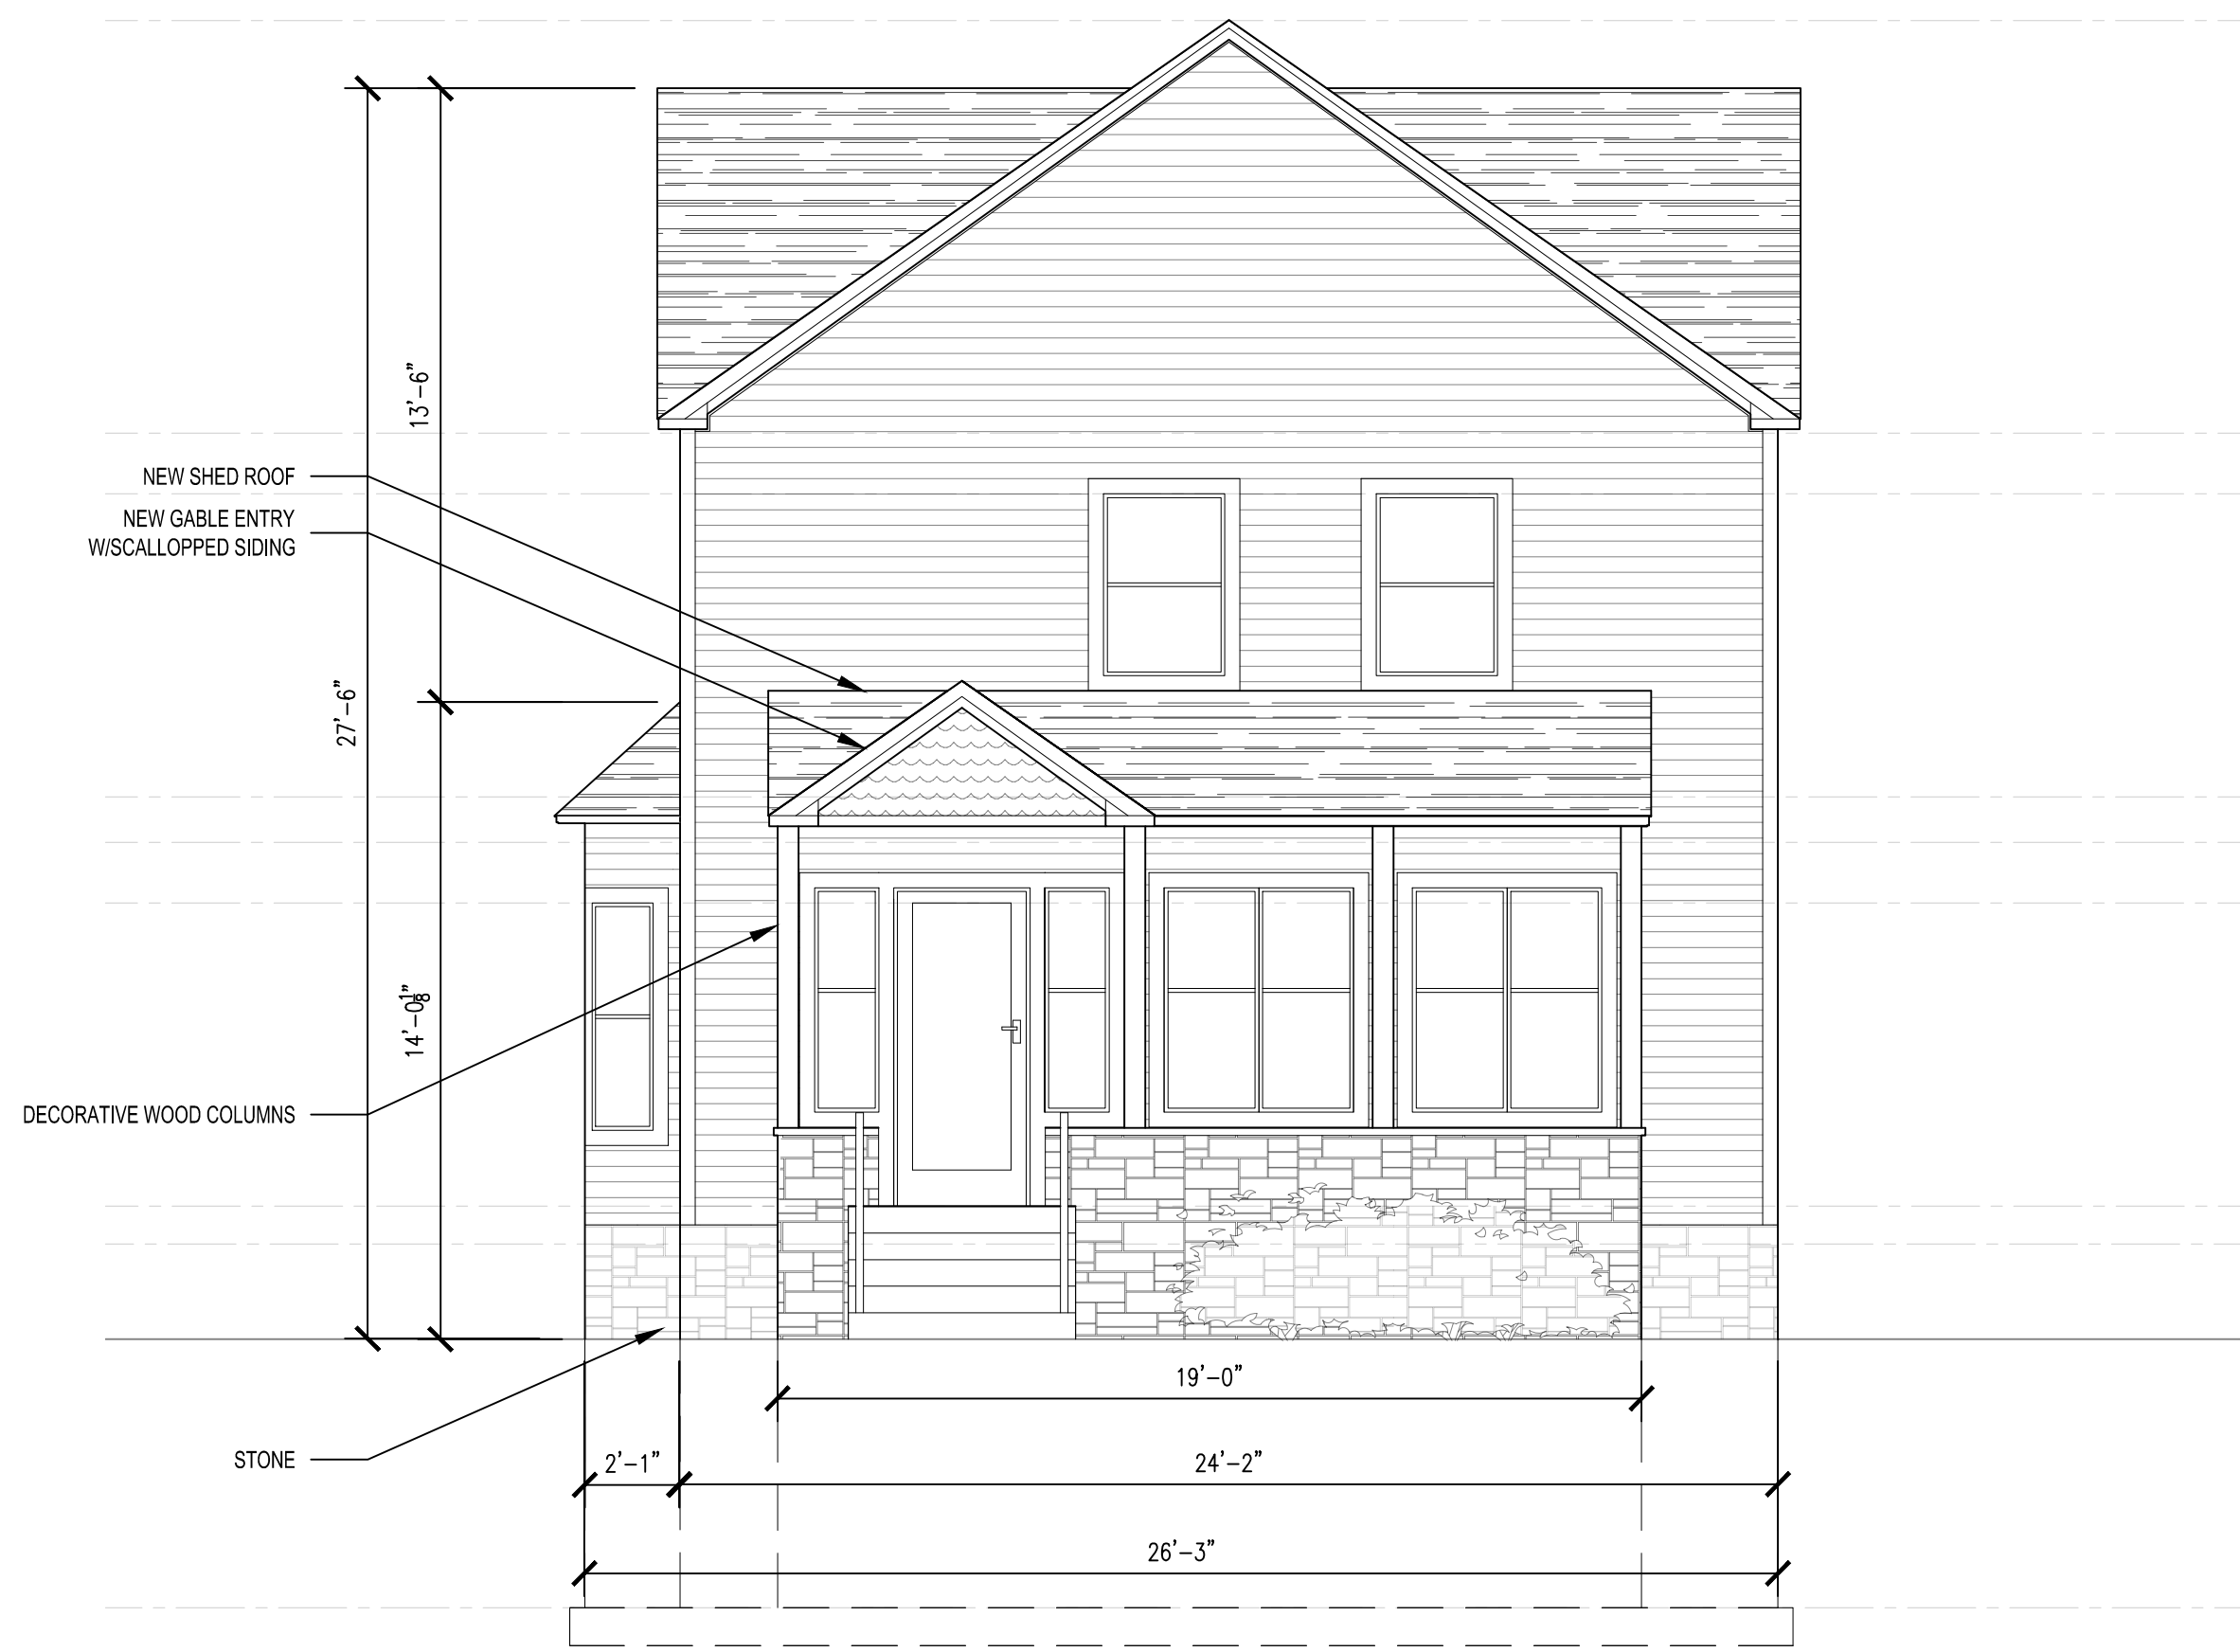 13'-6"
NEW SHED ROOF
NEW GABLE ENTRY
W/SCALLOPPED SIDING
27'-6"
14'-0 1/8"
DECORATIVE WOOD COLUMNS
19'-0"
STONE
2'-1"
24'-2"
26'-3"